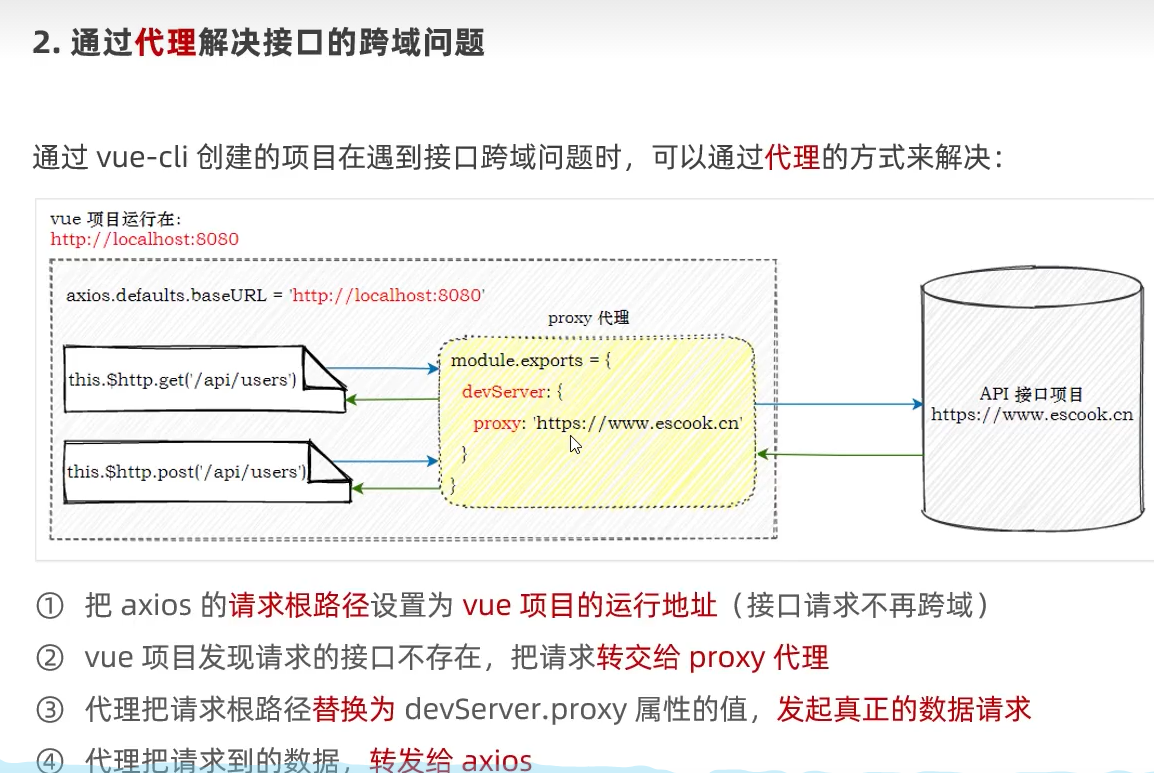 2. 通过代理解决接口的跨域问题
通过 vue-cli 创建的项目在遇到接口跨域问题时，可以通过代理的方式来解决：
vue 项目运行在:
http://localhost:8080
axios.defaults.baseURL = 'http://localhost:8080'
proxy 代理
this.$http.get('/api/users')
this.$http.post('/api/users')
module.exports = {
devServer: {
proxy: 'https://www.escook.cn'
}
}
API 接口项目
https://www.escook.cn
① 把 axios 的请求根路径设置为 vue 项目的运行地址（接口请求不再跨域）
② vue 项目发现请求的接口不存在，把请求转交给 proxy 代理
③ 代理把请求根路径替换为 devServer.proxy 属性的值，发起真正的数据请求
④ 代理把请求到的数据，转发给 axios